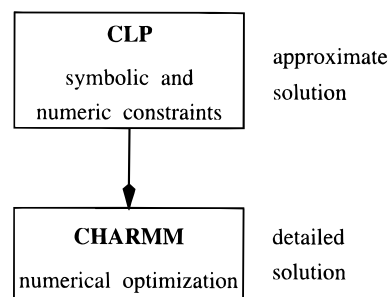 CLP
symbolic and
numeric constraints
approximate
solution
CHARMM
numerical optimization
detailed
solution